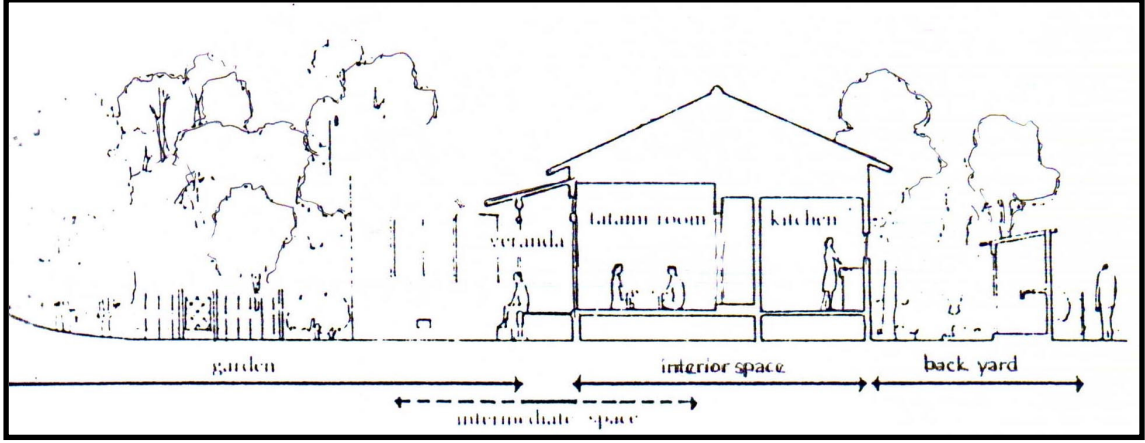 veranda
tatami room
kitchen
garden
interior space
back yard
intermediate space